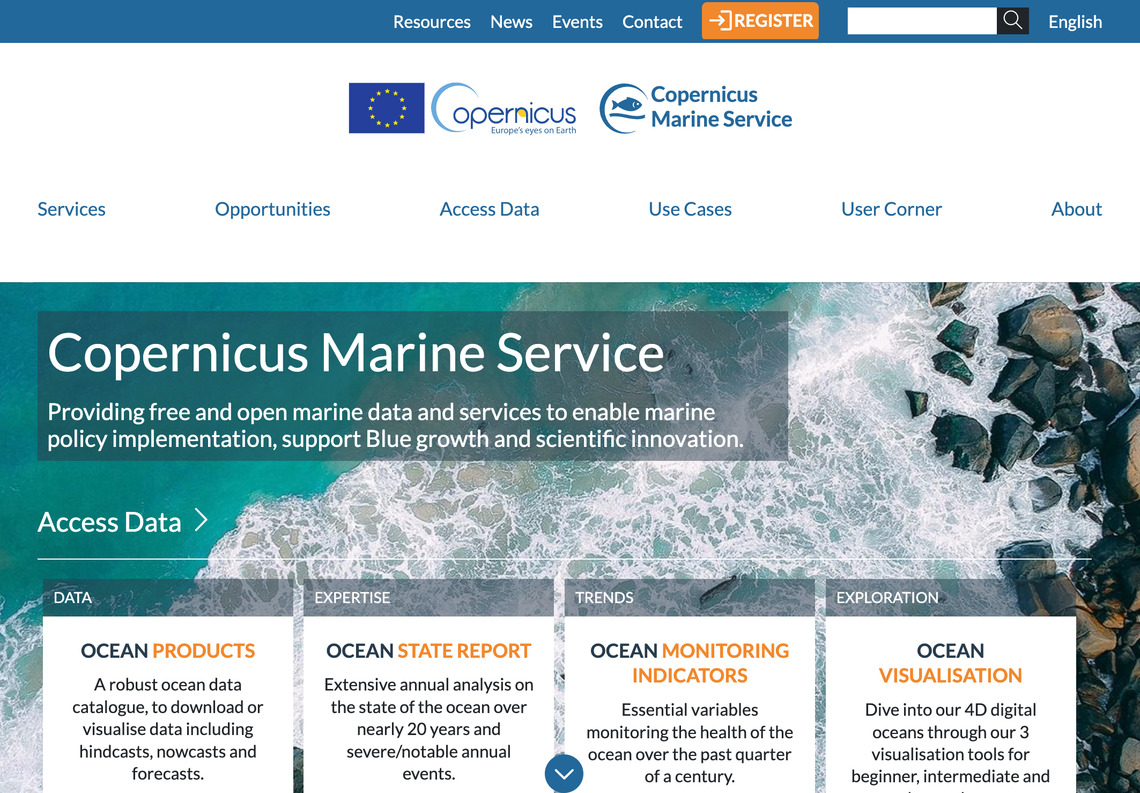 Resources News Events Contact REGISTER English
Copernicus
Europe's eyes on Earth
Copernicus
Marine Service
Services Opportunities Access Data Use Cases User Corner About
Copernicus Marine Service
Providing free and open marine data and services to enable marine
policy implementation, support Blue growth and scientific innovation.
Access Data
DATA
OCEAN PRODUCTS
A robust ocean data
catalogue, to download or
visualise data including
hindcasts, nowcasts and
forecasts.
EXPERTISE
OCEAN STATE REPORT
Extensive annual analysis on
the state of the ocean over
nearly 20 years and
severe/notable annual
events.
TRENDS
OCEAN MONITORING
INDICATORS
Essential variables
monitoring the health of the
ocean over the past quarter
of a century.
EXPLORATION
OCEAN
VISUALISATION
Dive into our 4D digital
oceans through our 3
visualisation tools for
beginner, intermediate and